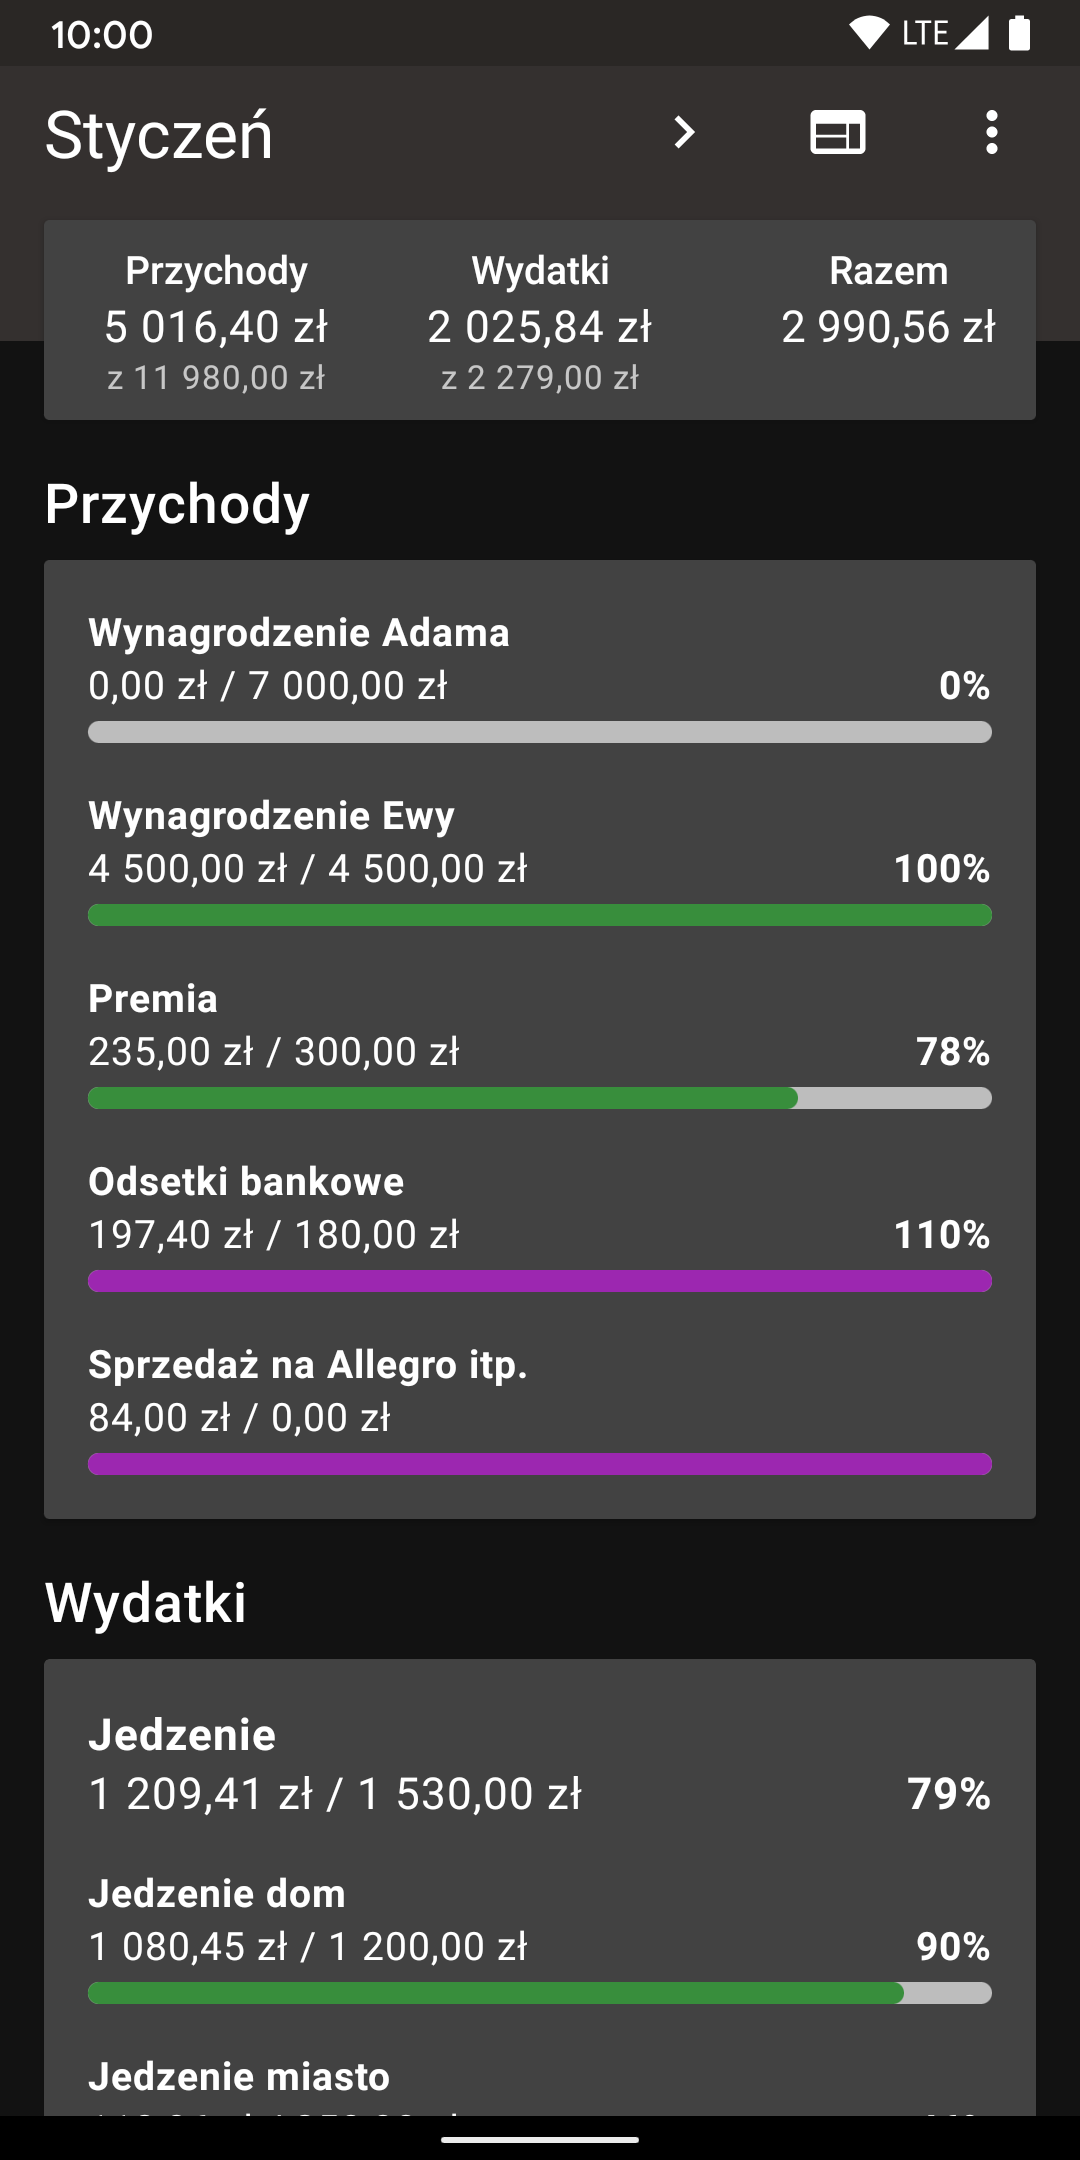 10:00 LTE
Styczeń
Przychody Wydatki Razem
5 016,40 zł 2 025,84 zł 2 990,56 zł
z 11 980,00 zł z 2 279,00 zł
Przychody
Wynagrodzenie Adama
0,00 zł / 7 000,00 zł 0%
Wynagrodzenie Ewy
4 500,00 zł / 4 500,00 zł 100%
Premia
235,00 zł / 300,00 zł 78%
Odsetki bankowe
197,40 zł / 180,00 zł 110%
Sprzedaż na Allegro itp.
84,00 zł / 0,00 zł
Wydatki
Jedzenie
1 209,41 zł / 1 530,00 zł 79%
Jedzenie dom
1 080,45 zł / 1 200,00 zł 90%
Jedzenie miasto